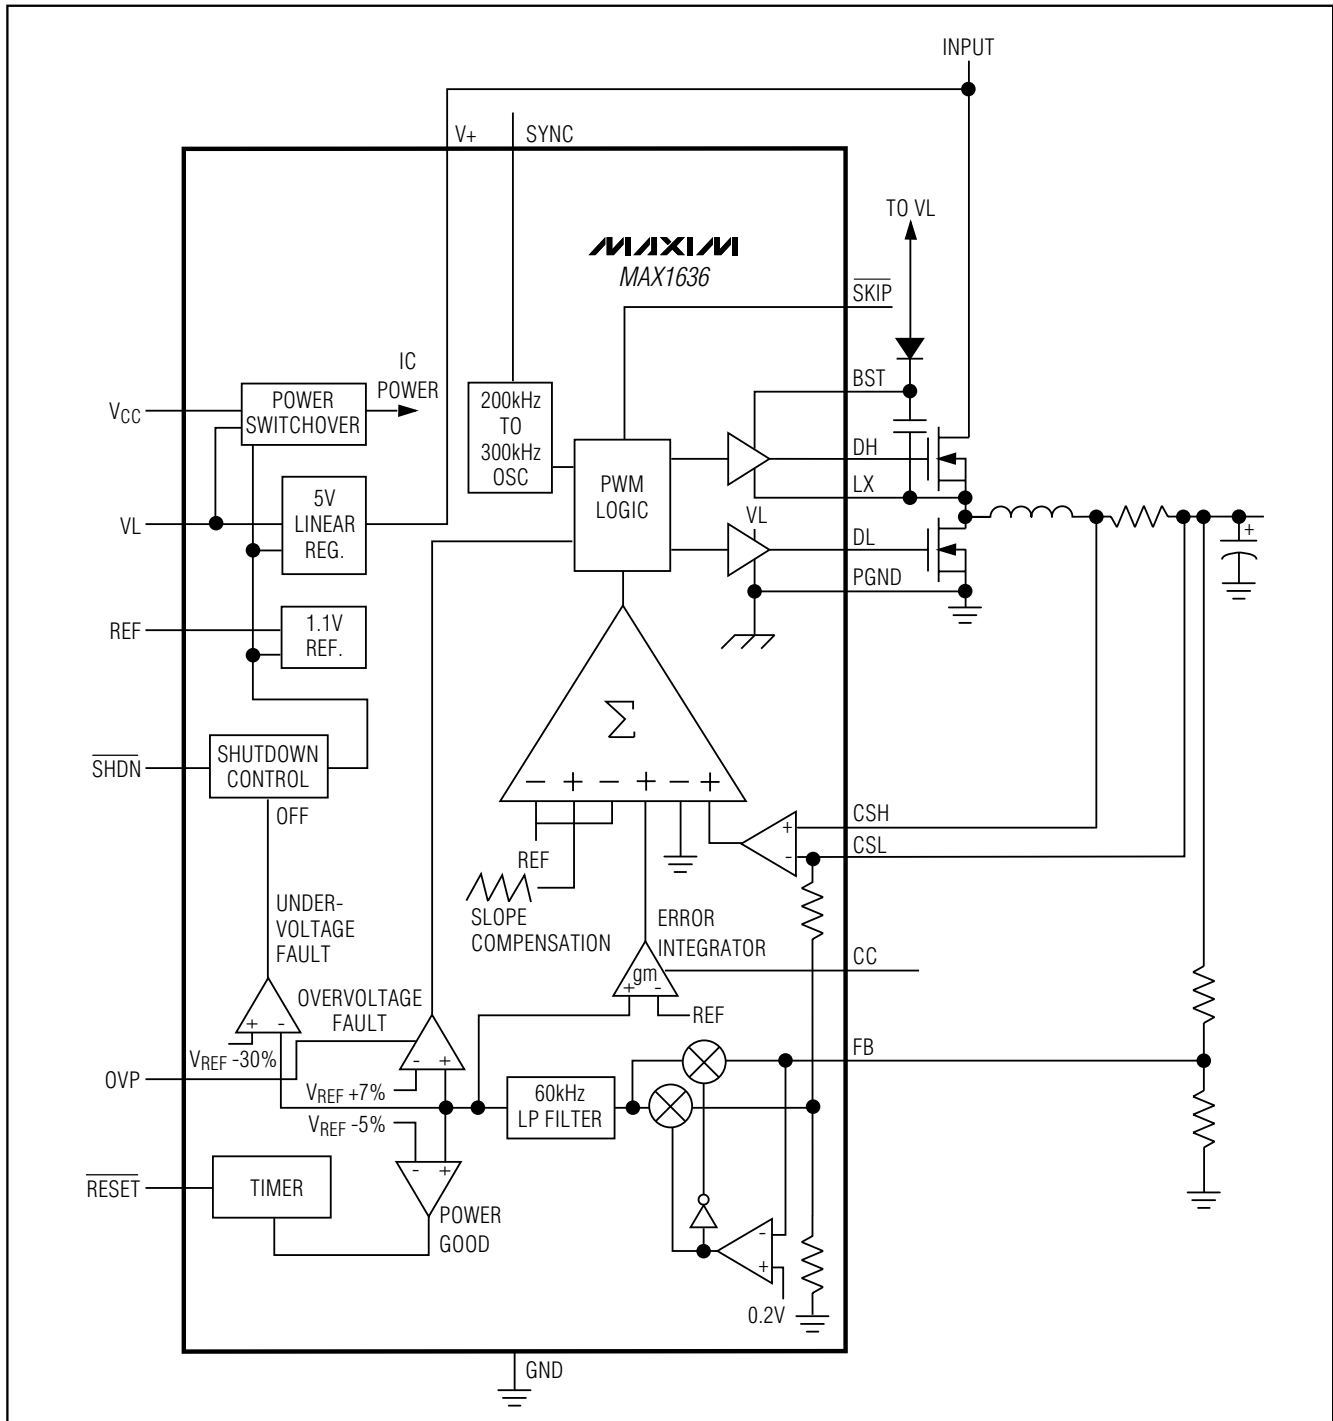 INPUT
V+
SYNC
TO VL
MAXIM
MAX1636
SKIP
IC
POWER
BST
VCC
POWER
SWITCHOVER
200kHz
TO
300kHz
OSC
DH
LX
5V
LINEAR
REG.
PWM
LOGIC
VL
VL
DL
PGND
REF
1.1V
REF.
Σ
SHDN
SHUTDOWN
CONTROL
OFF
− + − + − +
CSH
+
CSL
-
REF
SLOPE
COMPENSATION
UNDER-
VOLTAGE
FAULT
ERROR
INTEGRATOR
CC
gm
+ -
REF
OVERVOLTAGE
FAULT
+ -
VREF -30%
- +
FB
OVP
VREF +7%
60kHz
LP FILTER
VREF -5%
- +
RESET
TIMER
POWER
GOOD
-
+
0.2V
GND
+